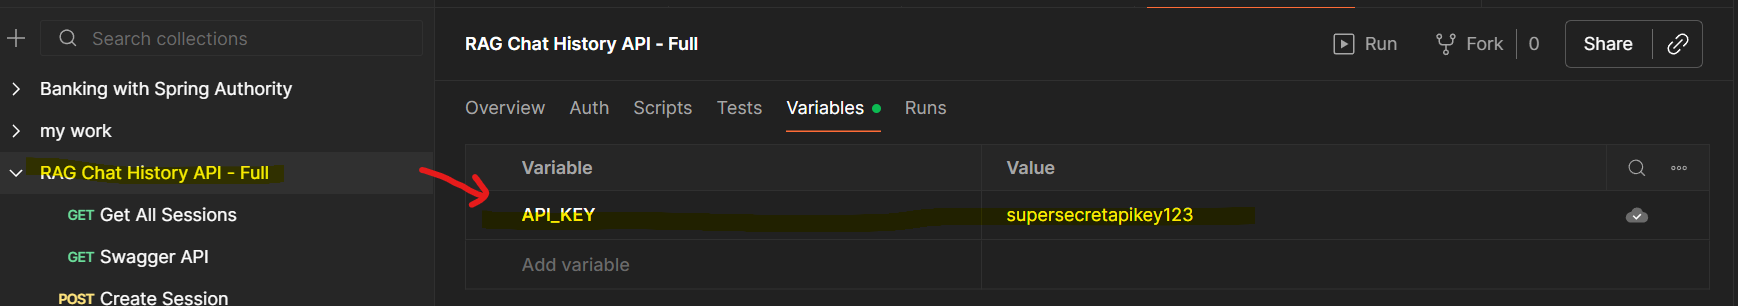 Search collections
Banking with Spring Authority
my work
RAG Chat History API - Full
GET Get All Sessions
GET Swagger API
POST Create Session
RAG Chat History API - Full
Run
Fork 0
Share
Overview Auth Scripts Tests Variables Runs
Variable Value
API_KEY supersecretapikey123
Add variable